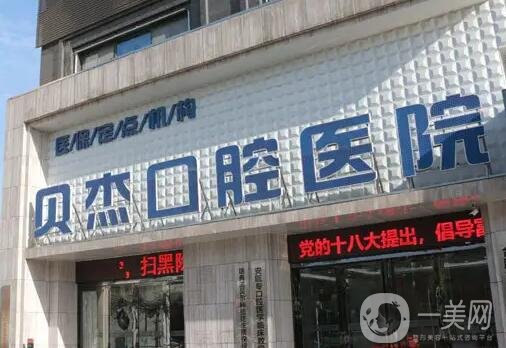 医保定点机构
贝杰口腔医院
，扫黑除
党的十八大提出，倡导富
一美网